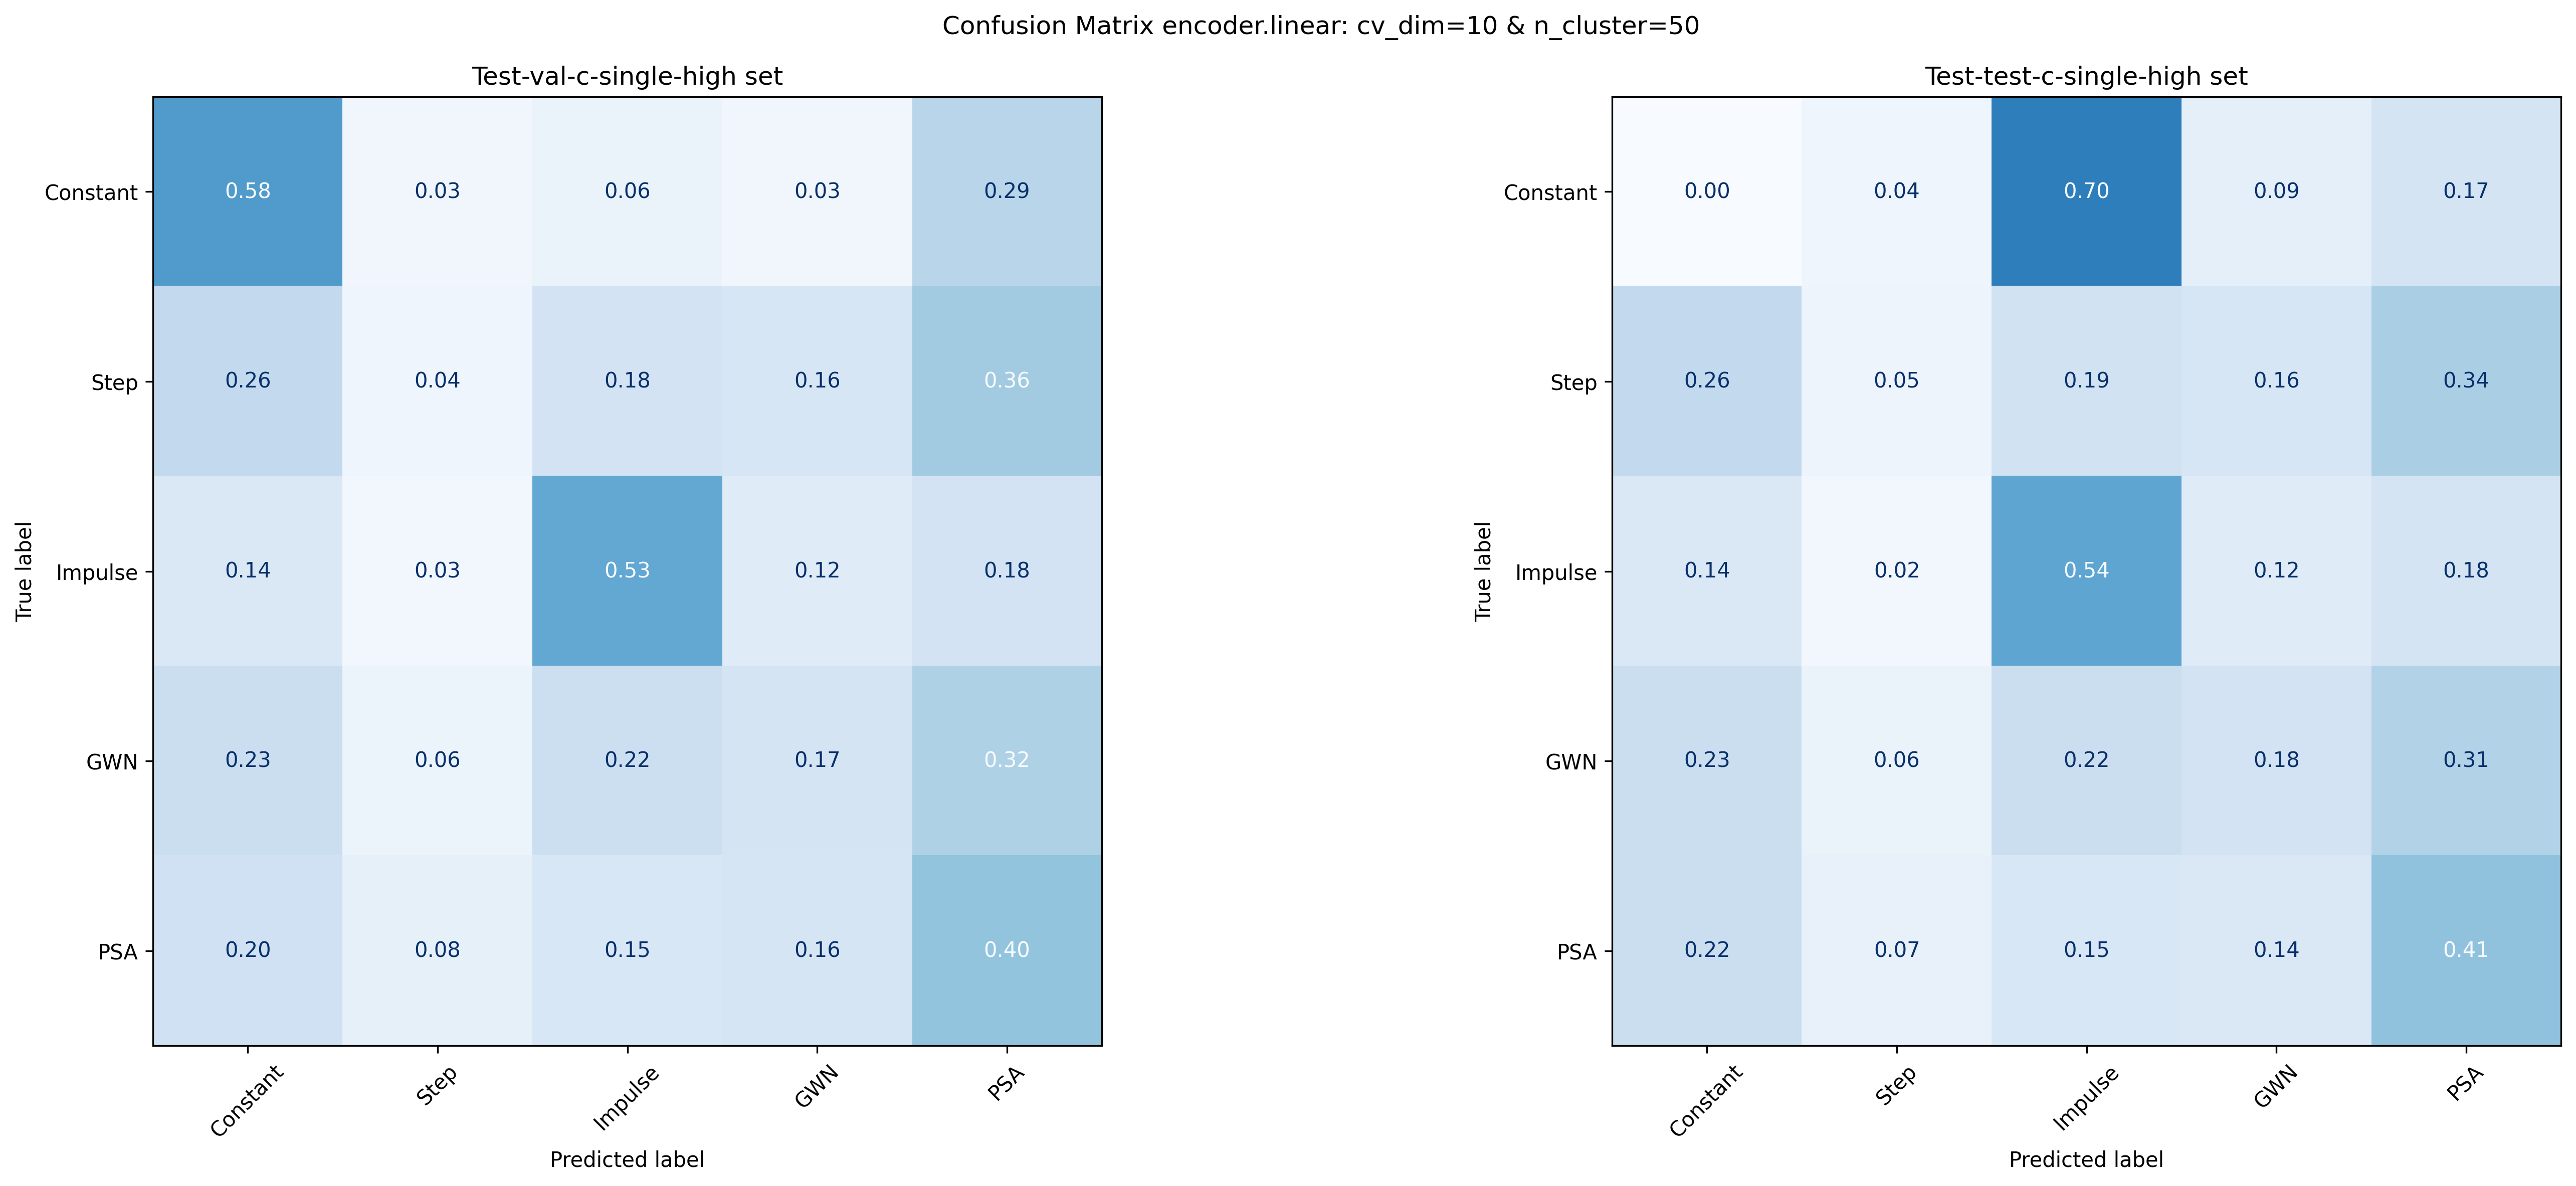 Confusion Matrix encoder.linear: cv_dim=10 & n_cluster=50
Test-val-c-single-high set
True label
Constant 0.58 0.03 0.06 0.03 0.29
Step 0.26 0.04 0.18 0.16 0.36
Impulse 0.14 0.03 0.53 0.12 0.18
GWN 0.23 0.06 0.22 0.17 0.32
PSA 0.20 0.08 0.15 0.16 0.40
Constant Step Impulse GWN PSA
Predicted label
Test-test-c-single-high set
True label
Constant 0.00 0.04 0.70 0.09 0.17
Step 0.26 0.05 0.19 0.16 0.34
Impulse 0.14 0.02 0.54 0.12 0.18
GWN 0.23 0.06 0.22 0.18 0.31
PSA 0.22 0.07 0.15 0.14 0.41
Constant Step Impulse GWN PSA
Predicted label